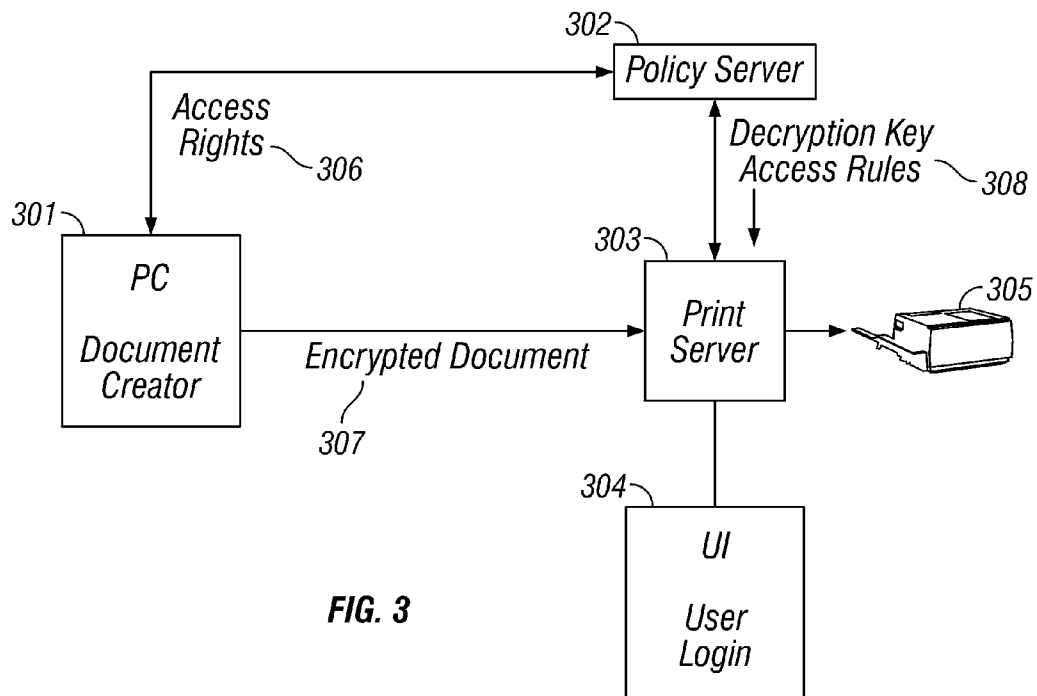 302
Policy Server
Access
Rights
306
Decryption Key
Access Rules
308
301
PC
Document
Creator
303
Print
Server
305
Encrypted Document
307
304
UI
User
Login
FIG. 3